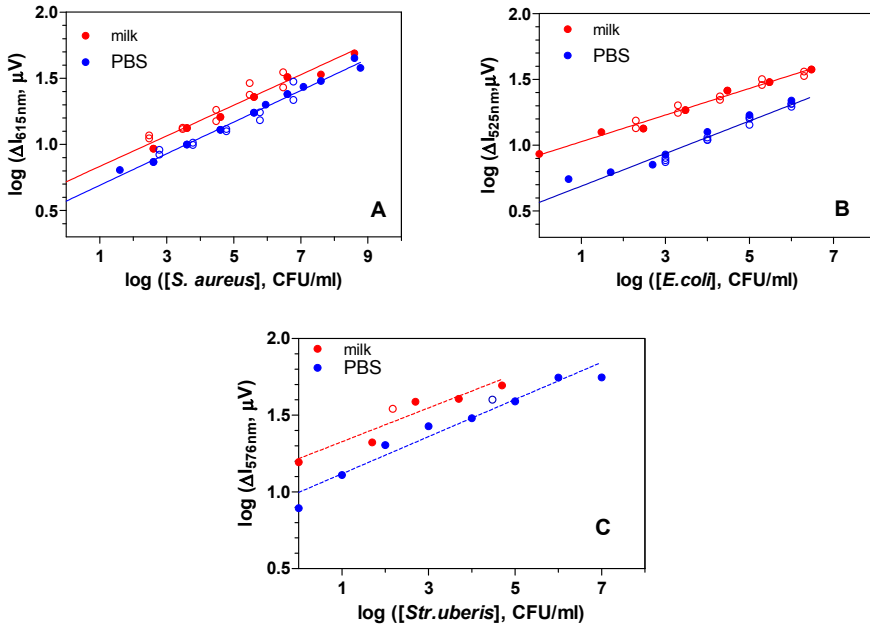 2.0
1.5
1.0
0.5
log (ΔI615nm, µV)
milk
PBS
A
1 3 5 7 9
log ([S. aureus], CFU/ml)
2.0
1.5
1.0
0.5
log (ΔI525nm,µV)
milk
PBS
B
1 3 5 7
log ([E.coli], CFU/ml)
2.0
1.5
1.0
0.5
log (ΔI576nm, µV)
milk
PBS
C
1 3 5 7
log ([Str.uberis], CFU/ml)